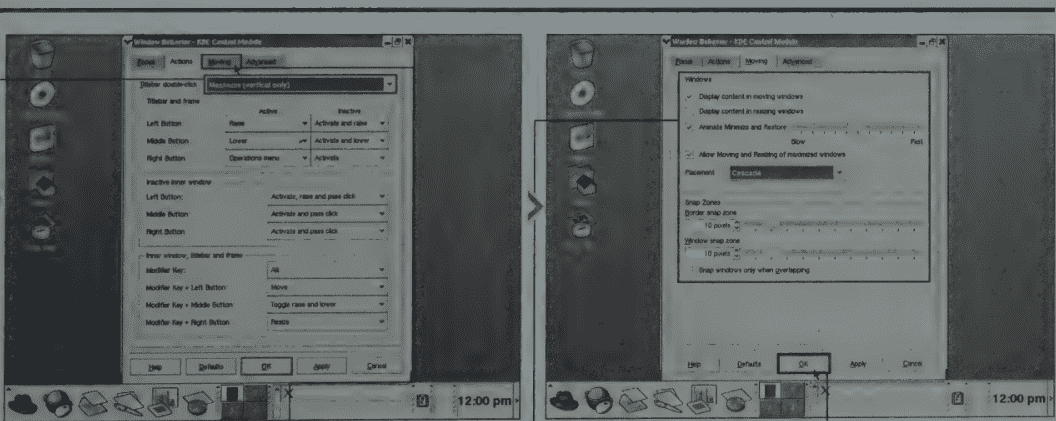 Window Behavior - KDE Control Module
Focus Actions Moving Advanced
Titlebar double-click: Maximize (vertical only)
Titlebar and frame
Active Inactive
Left Button Raise Activate and raise
Middle Button Lower Activate and lower
Right Button Operations menu Activate
Inactive inner window
Left Button: Activate, raise and pass click
Middle Button Activate and pass click
Right Button Activate and pass click
Inner window, titlebar and frame
Modifier Key: Alt
Modifier Key + Left Button: Move
Modifier Key + Middle Button: Toggle raise and lower
Modifier Key + Right Button Resize
Help Defaults OK Apply Cancel
12:00 pm
Window Behavior - KDE Control Module
Focus Actions Moving Advanced
Windows
Display content in moving windows
Display content in resizing windows
Animate Minimize and Restore
Slow Fast
Allow Moving and Resizing of maximized windows
Placement Cascade
Snap Zones
Border snap zone
10 pixels
Window snap zone
10 pixels
Snap windows only when overlapping
Help Defaults OK Apply Cancel
12:00 pm